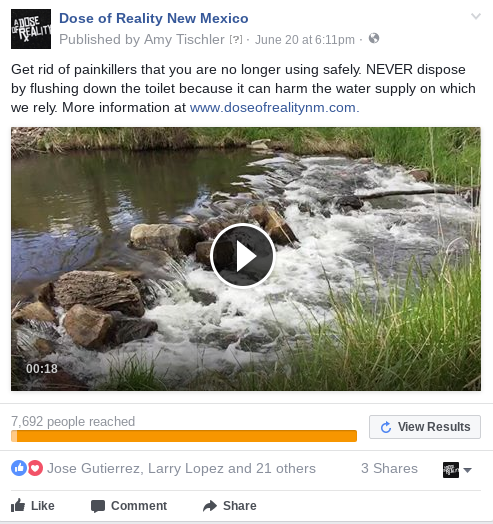 A DOSE
OF REALITY
Rx
Dose of Reality New Mexico
Published by Amy Tischler [?] · June 20 at 6:11pm ·
Get rid of painkillers that you are no longer using safely. NEVER dispose
by flushing down the toilet because it can harm the water supply on which
we rely. More information at www.doseofrealitynm.com.
00:18
7,692 people reached
View Results
Jose Gutierrez, Larry Lopez and 21 others
3 Shares
Like
Comment
Share